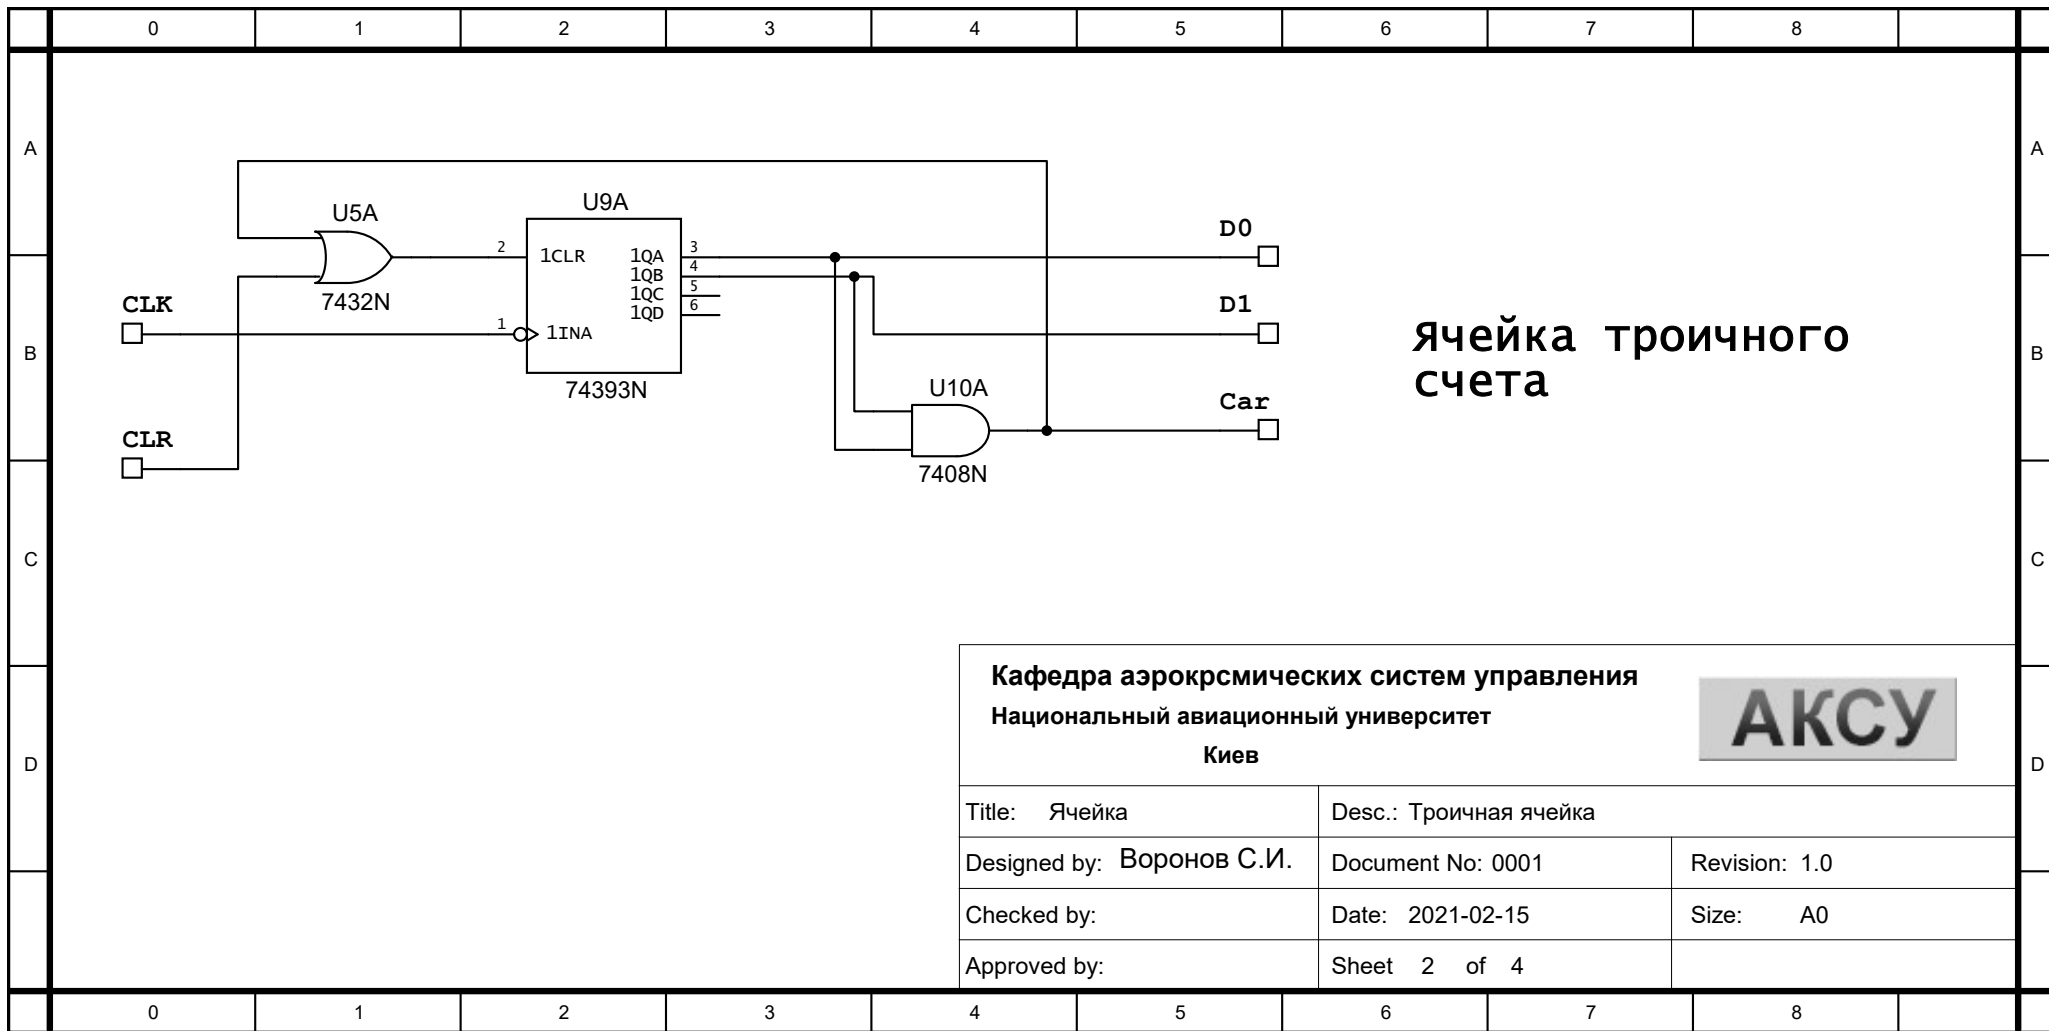 0 1 2 3 4 5 6 7 8
A A
U5A
U9A
2 1CLR 1QA 3
1QB 4
1QC 5
1QD 6
7432N
CLK
1 1INA
74393N
CLR
D0
D1
U10A
Car
7408N
Ячейка троичного
счета
B B
C C
D D
Кафедра аэрокрсмических систем управления
Национальный авиационный университет
Киев
АКСУ
Title: Ячейка Desc.: Троичная ячейка
Designed by: Воронов С.И. Document No: 0001 Revision: 1.0
Checked by: Date: 2021-02-15 Size: A0
Approved by: Sheet 2 of 4
0 1 2 3 4 5 6 7 8